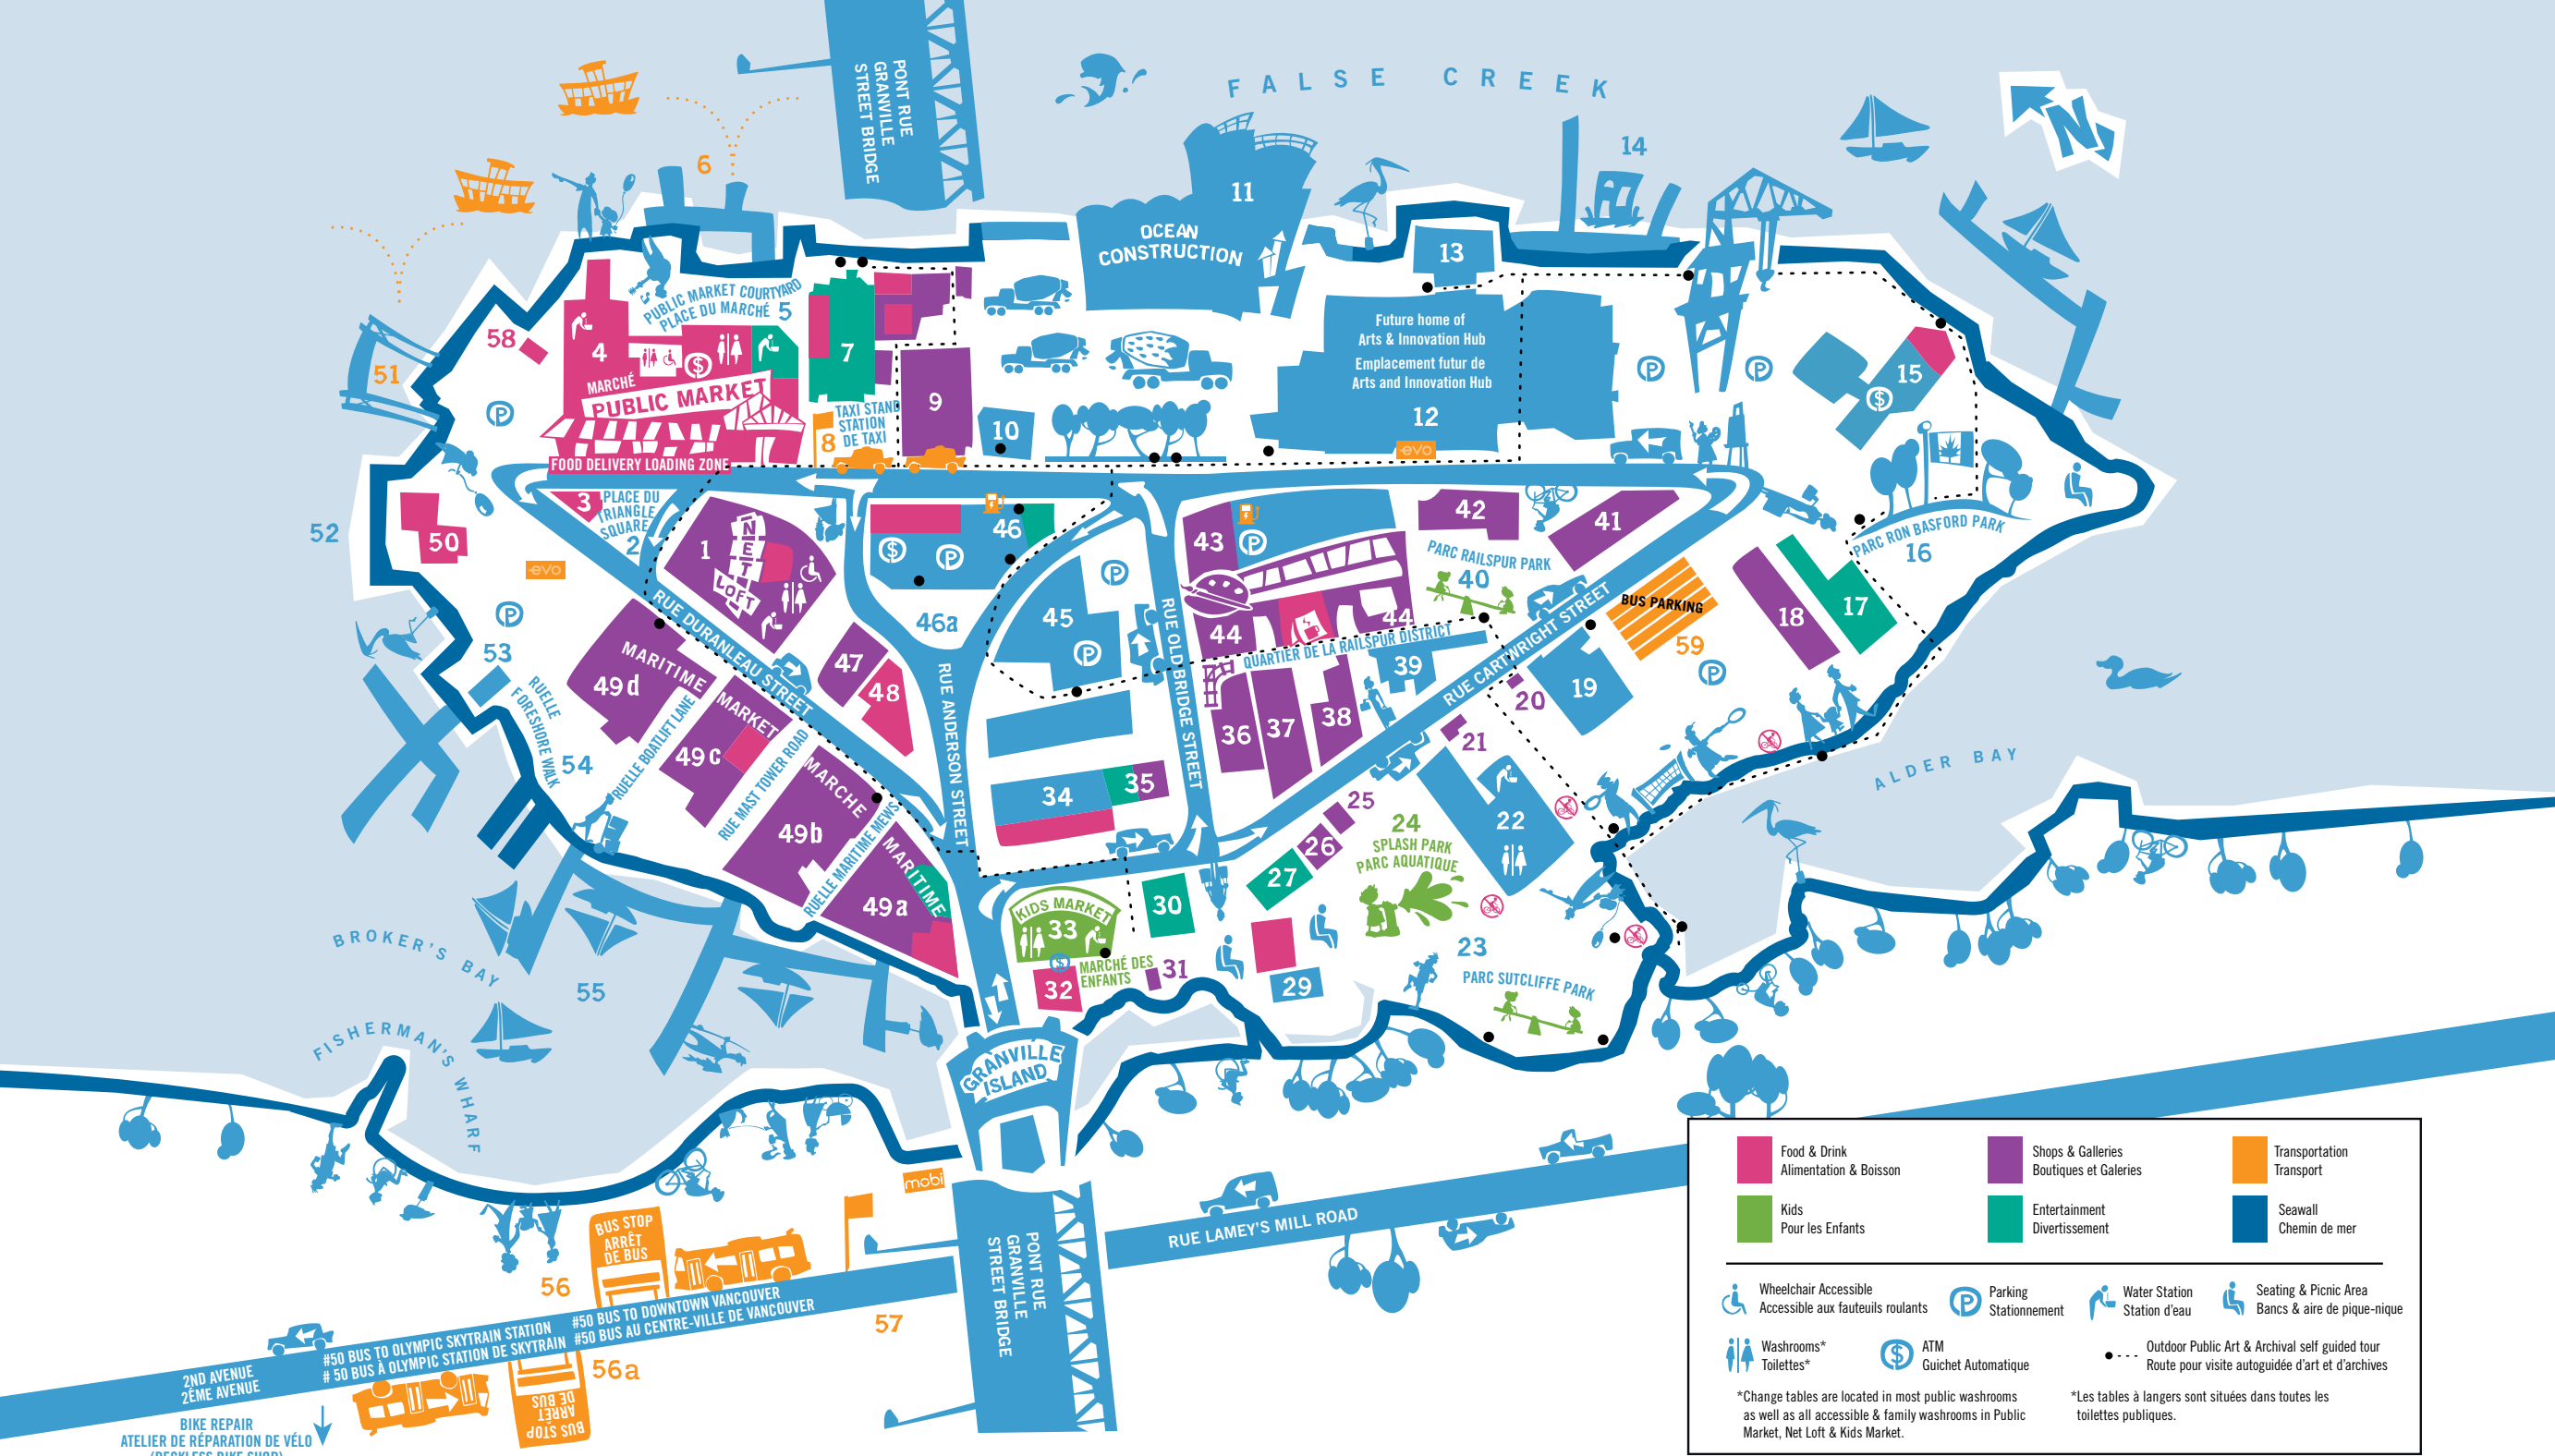 PONT RUE
GRANVILLE
STREET BRIDGE
FALSE CREEK
N
6
14
11
OCEAN
CONSTRUCTION
13
51
58
4
PUBLIC MARKET COURTYARD
PLACE DU MARCHÉ 5
$
MARCHÉ
PUBLIC MARKET
FOOD DELIVERY LOADING ZONE
P
7
8
TAXI STAND
STATION
DE TAXI
9
10
Future home of
Arts & Innovation Hub
Emplacement futur de
Arts and Innovation Hub
12
evo
P
P
15
$
PARC RON BASFORD PARK
16
52
50
3
PLACE DU
TRIANGLE
SQUARE
2
evo
P
1
NET
LOFT
46
$
P
46a
P
45
P
43
P
44
44
42
41
PARC RAILSPUR PARK
40
QUARTIER DE LA RAILSPUR DISTRICT
39
BUS PARKING
59
P
18
17
19
20
21
22
53
RUELLE
FORESHORE WALK
54
RUE DURANLEAU STREET
MARITIME
49d
RUELLE BOATLIFT LANE
MARKET
49c
RUE MAST TOWER ROAD
MARCHE
49b
RUELLE MARITIME MEWS
MARITIME
49a
47
48
RUE ANDERSON STREET
RUE OLDBRIDGE STREET
RUE CARTWRIGHT STREET
36
37
38
34
35
25
26
27
24
SPLASH PARK
PARC AQUATIQUE
23
PARC SUTCLIFFE PARK
ALDER BAY
KIDS MARKET
33
$
MARCHÉ DES
ENFANTS
32
30
31
29
BROKER'S BAY
55
FISHERMAN'S WHARF
GRANVILLE
ISLAND
mobi
PONT RUE
GRANVILLE
STREET BRIDGE
RUE LAMEY'S MILL ROAD
BUS STOP
ARRÊT
DE BUS
56
57
#50 BUS TO DOWNTOWN VANCOUVER
#50 BUS AU CENTRE-VILLE DE VANCOUVER
#50 BUS TO OLYMPIC SKYTRAIN STATION
# 50 BUS À OLYMPIC STATION DE SKYTRAIN
2ND AVENUE
2ÉME AVENUE
56a
BUS STOP
ARRÊT
DE BUS
BIKE REPAIR
ATELIER DE RÉPARATION DE VÉLO
(RECKLESS BIKE SHOP)
Food & Drink
Alimentation & Boisson
Shops & Galleries
Boutiques et Galeries
Transportation
Transport
Kids
Pour les Enfants
Entertainment
Divertissement
Seawall
Chemin de mer
Wheelchair Accessible
Accessible aux fauteuils roulants
P
Parking
Stationnement
Water Station
Station d'eau
Seating & Picnic Area
Bancs & aire de pique-nique
Washrooms*
Toilettes*
$
ATM
Guichet Automatique
Outdoor Public Art & Archival self guided tour
Route pour visite autoguidée d'art et d'archives
*Change tables are located in most public washrooms
as well as all accessible & family washrooms in Public
Market, Net Loft & Kids Market.
*Les tables à langers sont situées dans toutes les
toilettes publiques.